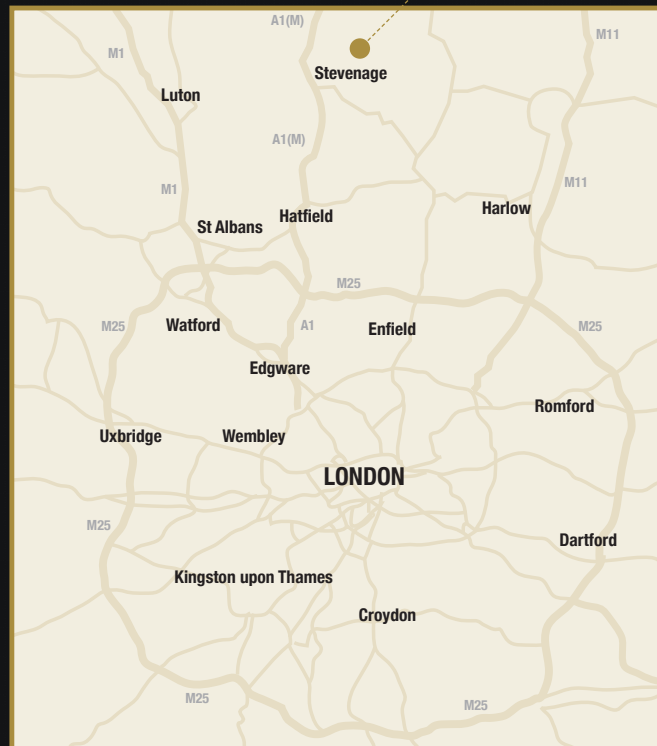 A1(M)
M11
M1
Stevenage
Luton
A1(M)
M11
M1
Harlow
Hatfield
St Albans
M25
Watford
M25
A1
Enfield
M25
Edgware
Romford
Uxbridge
Wembley
LONDON
M25
Dartford
Kingston upon Thames
Croydon
M25
M25